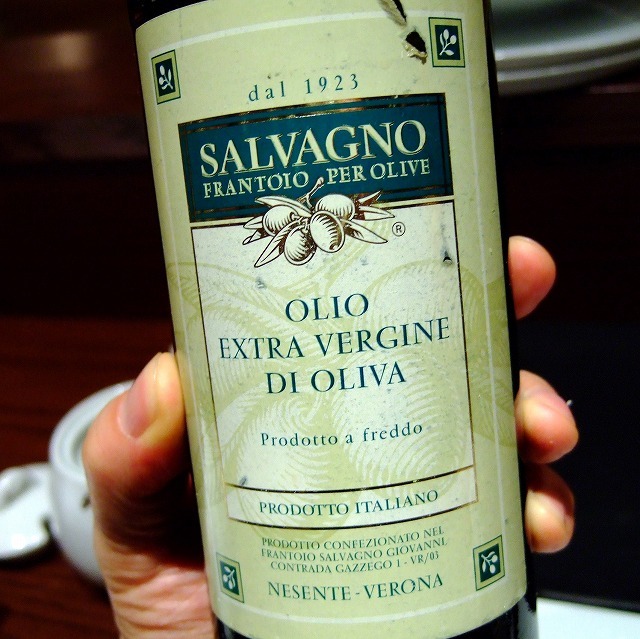 dal 1923
SALVAGNO
FRANTOIO PER OLIVE
®
OLIO
EXTRA VERGINE
DI OLIVA
Prodotto a freddo
PRODOTTO ITALIANO
PRODOTTO CONFEZIONATO NEL
FRANTOIO SALVAGNO GIOVANNI,
CONTRADA GAZZEGO 1 - VR/03
NESENTE - VERONA